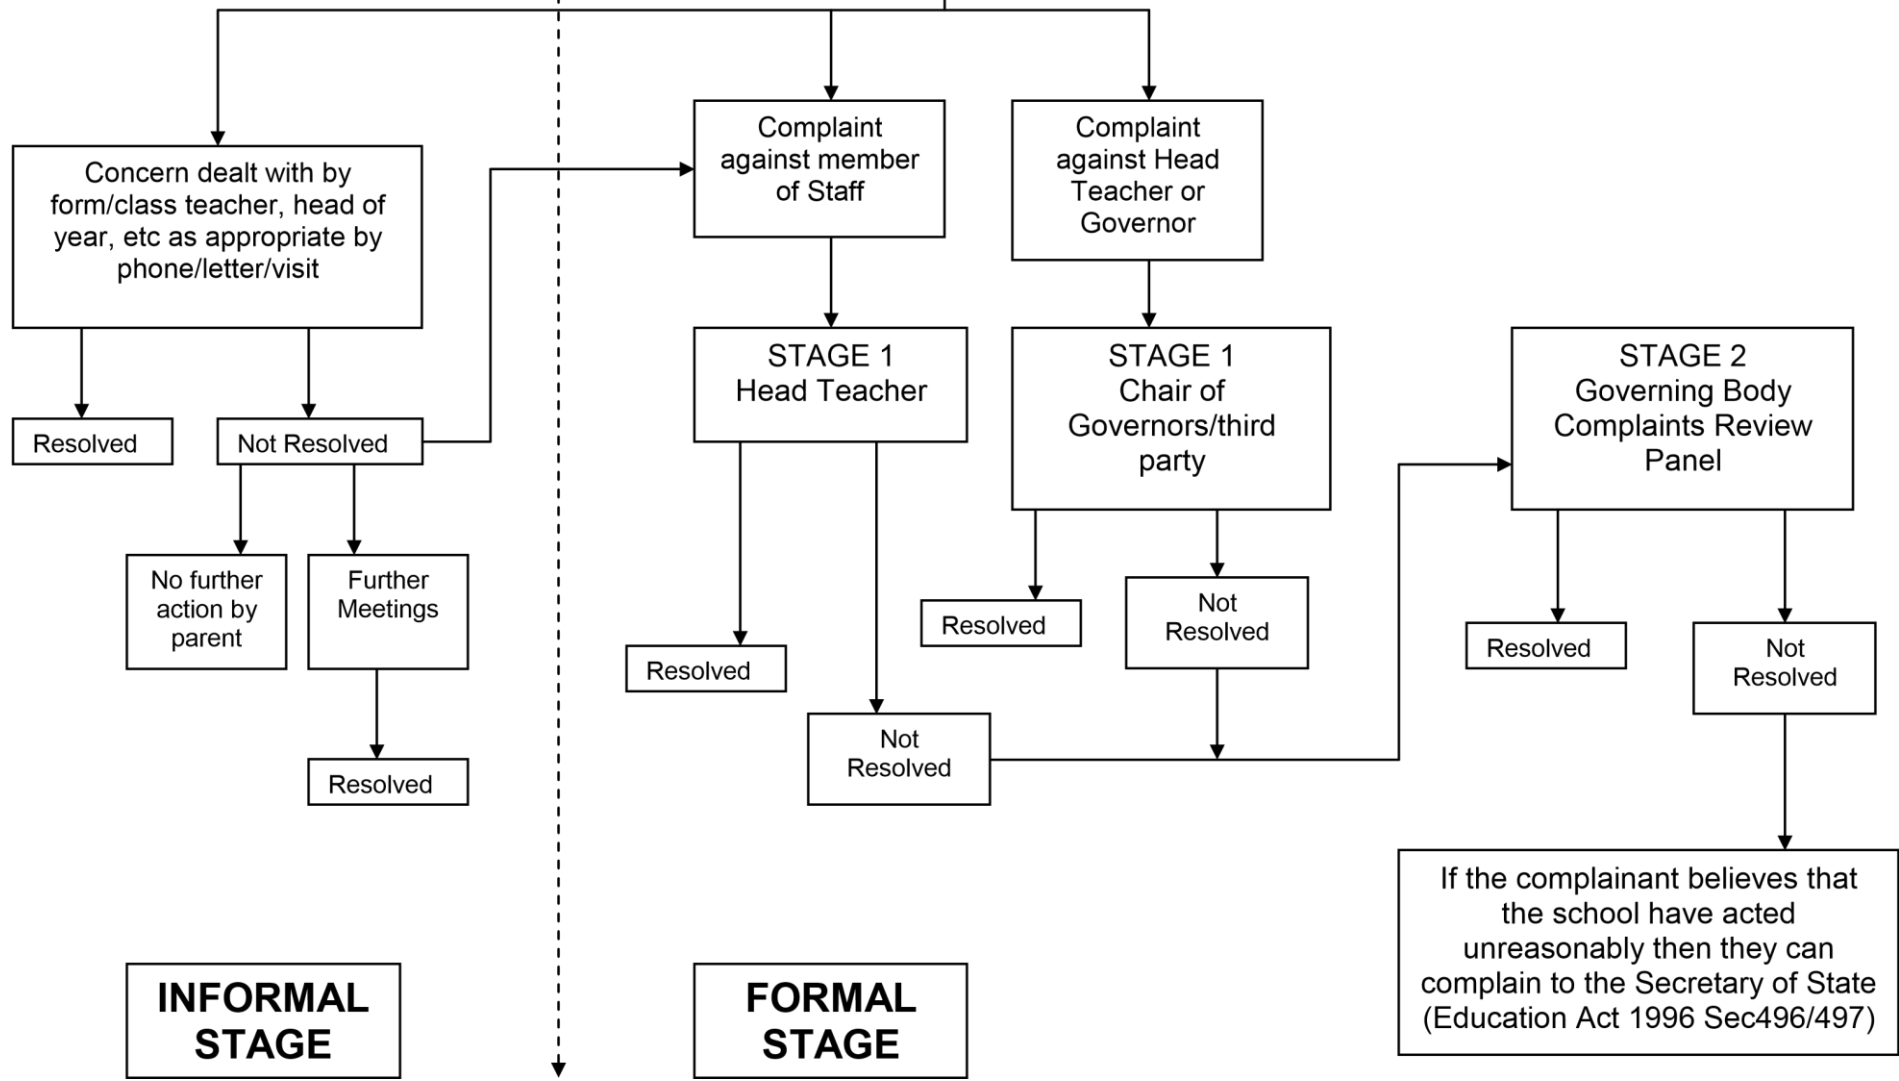 Complaint
against member
of Staff
Complaint
against Head
Teacher or
Governor
Concern dealt with by
form/class teacher, head of
year, etc as appropriate by
phone/letter/visit
STAGE 1
Head Teacher
STAGE 1
Chair of
Governors/third
party
STAGE 2
Governing Body
Complaints Review
Panel
Resolved
Not Resolved
No further
action by
parent
Further
Meetings
Resolved
Resolved
Not
Resolved
Resolved
Not
Resolved
Resolved
Not
Resolved
If the complainant believes that
the school have acted
unreasonably then they can
complain to the Secretary of State
(Education Act 1996 Sec496/497)
INFORMAL
STAGE
FORMAL
STAGE